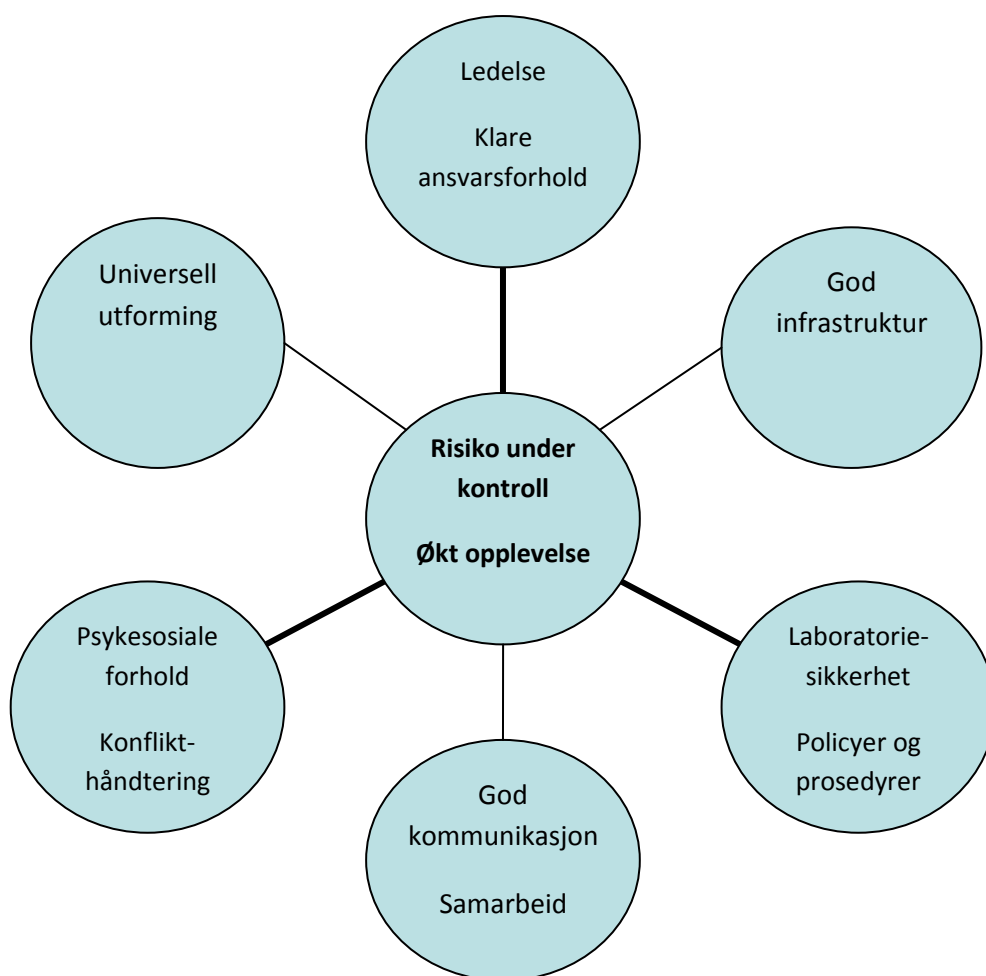 Ledelse
Klare
ansvarsforhold
Universell
utforming
God
infrastruktur
Risiko under
kontroll
Økt opplevelse
Psykesosiale
forhold
Konflikt-
håndtering
Laboratorie-
sikkerhet
Policyer og
prosedyrer
God
kommunikasjon
Samarbeid